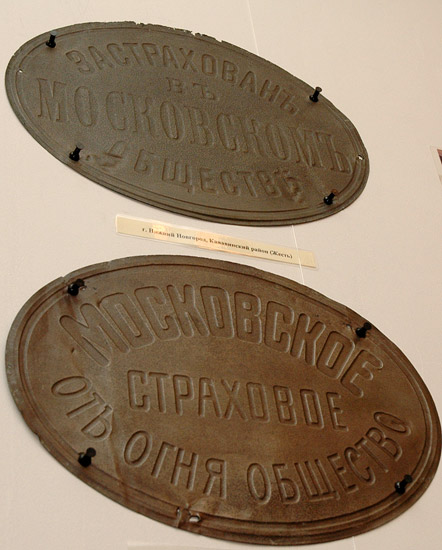 ЗАСТРАХОВАНЪ
ВЪ
МОСКОВСКОМЪ
ОБЩЕСТВѢ
г. Нижний Новгород, Канавинский район (Жесть)
МОСКОВСКОЕ
СТРАХОВОЕ
ОТЪ ОГНЯ ОБЩЕСТВО